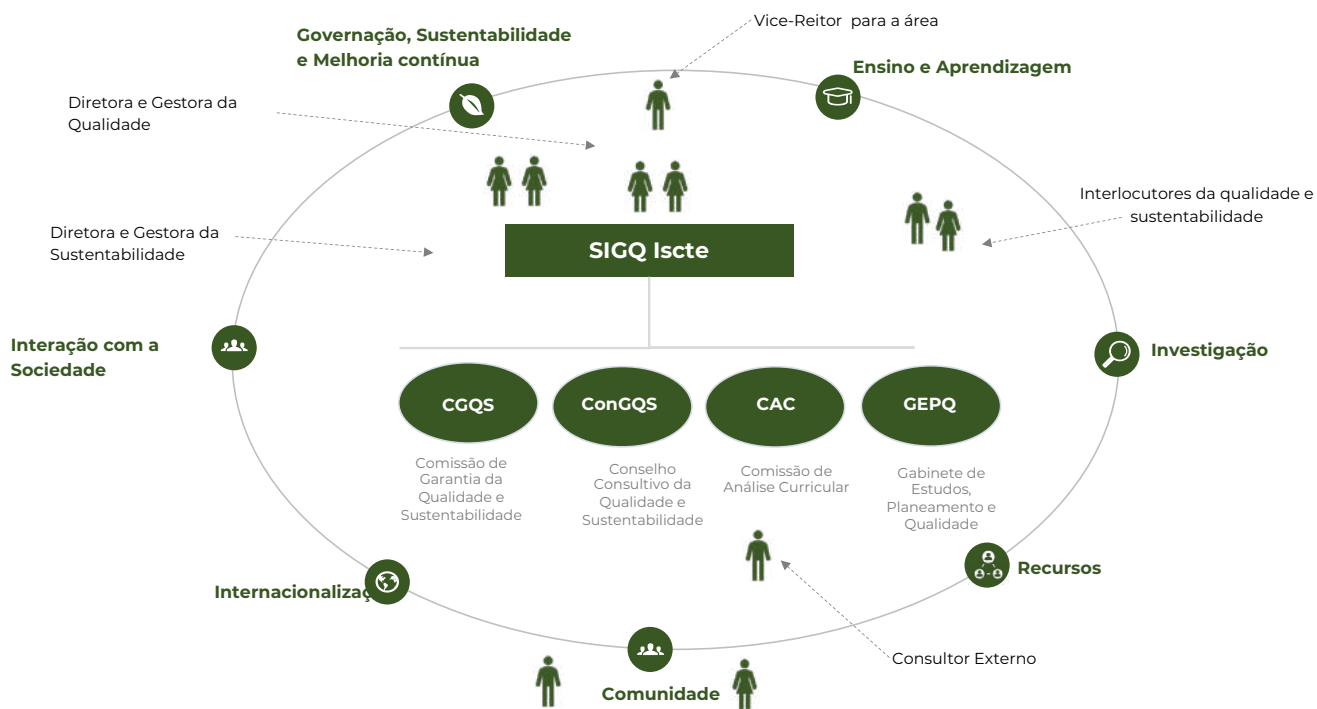 Vice-Reitor para a área
Governação, Sustentabilidade
e Melhoria contínua
Ensino e Aprendizagem
Diretora e Gestora da
Qualidade
Interlocutores da qualidade e
sustentabilidade
Diretora e Gestora da
Sustentabilidade
SIGQ Iscte
Interação com a
Sociedade
Investigação
CGQS
ConGQS
CAC
GEPQ
Comissão de
Garantia da
Qualidade e
Sustentabilidade
Conselho
Consultivo da
Qualidade e
Sustentabilidade
Comissão de
Análise Curricular
Gabinete de
Estudos,
Planeamento e
Qualidade
Recursos
Internacionalizaç
Consultor Externo
Comunidade